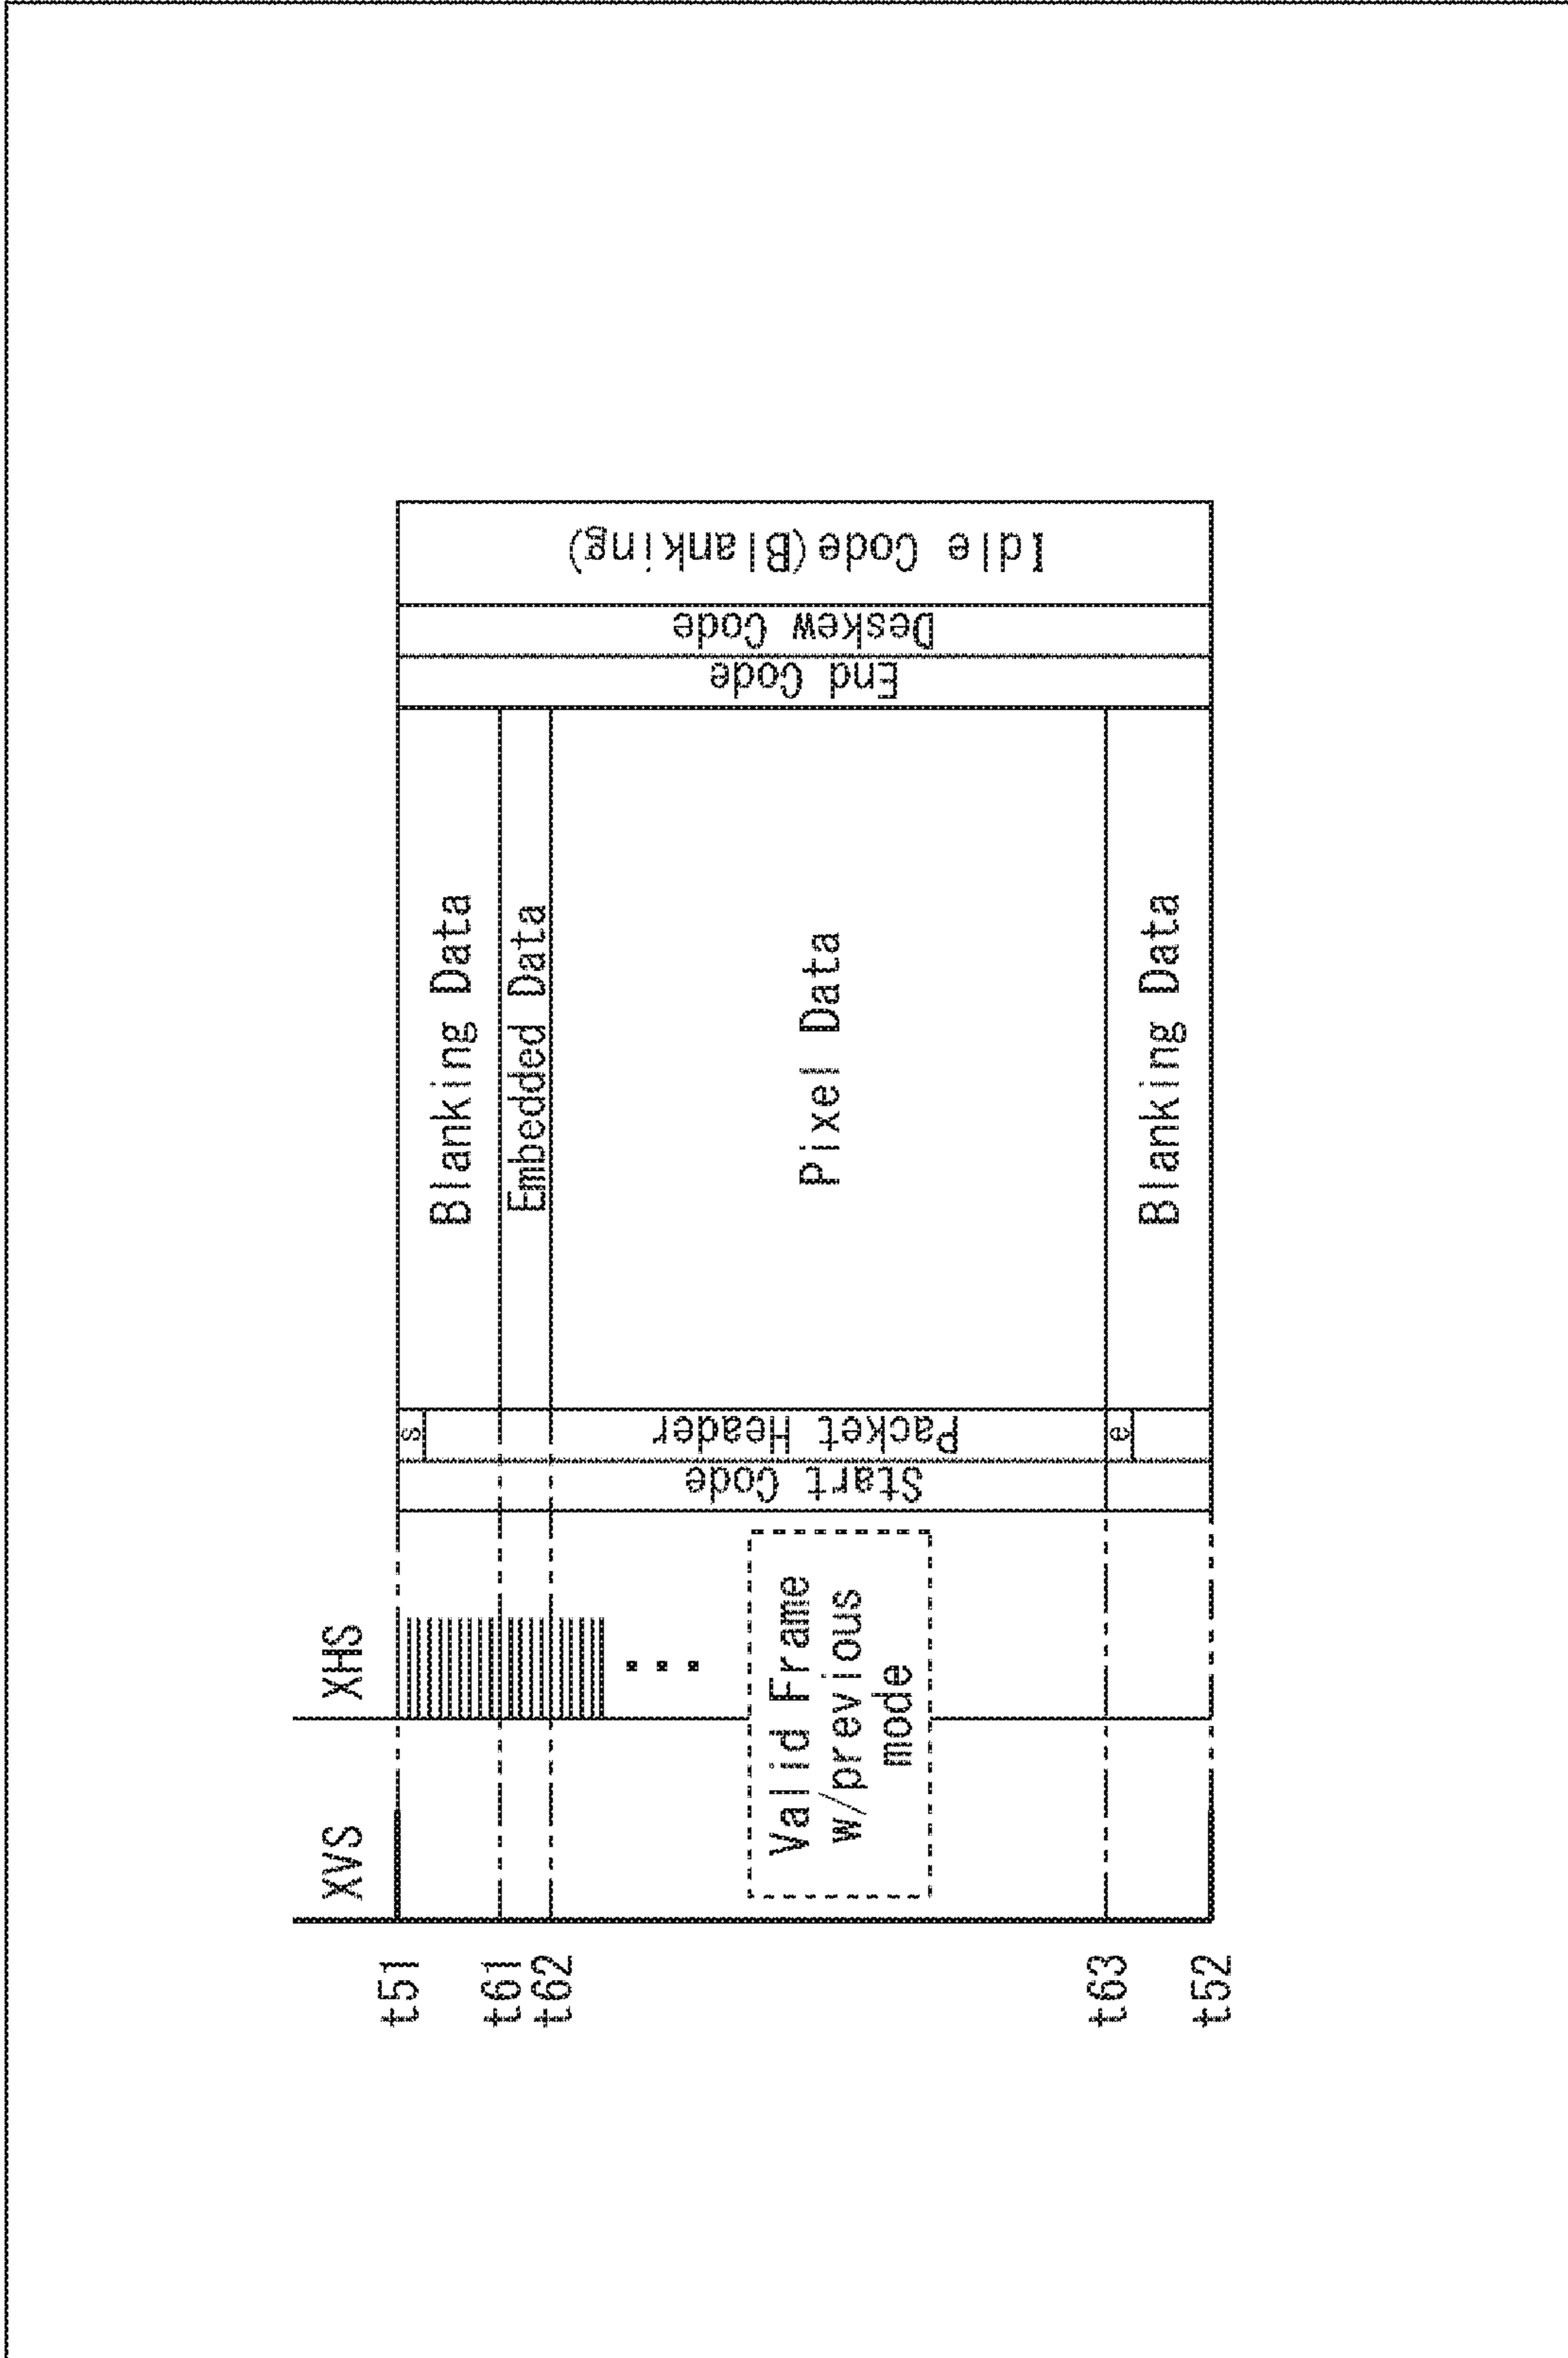 XVS
XHS
t51
t61
t62
t63
t52
Valid Frame
w/previous
mode
Start Code
s
Packet Header
e
Blanking Data
Embedded Data
Pixel Data
Blanking Data
End Code
Deskew Code
Idle Code(Blanking)